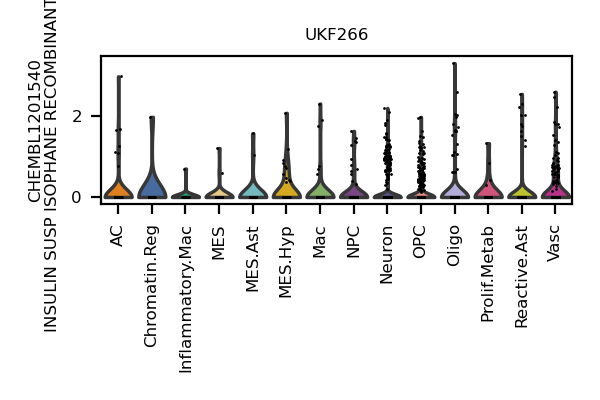 UKF266
CHEMBL1201540
INSULIN SUSP ISOPHANE RECOMBINANT
2
0
AC
Chromatin.Reg
Inflammatory.Mac
MES
MES.Ast
MES.Hyp
Mac
NPC
Neuron
OPC
Oligo
Prolif.Metab
Reactive.Ast
Vasc